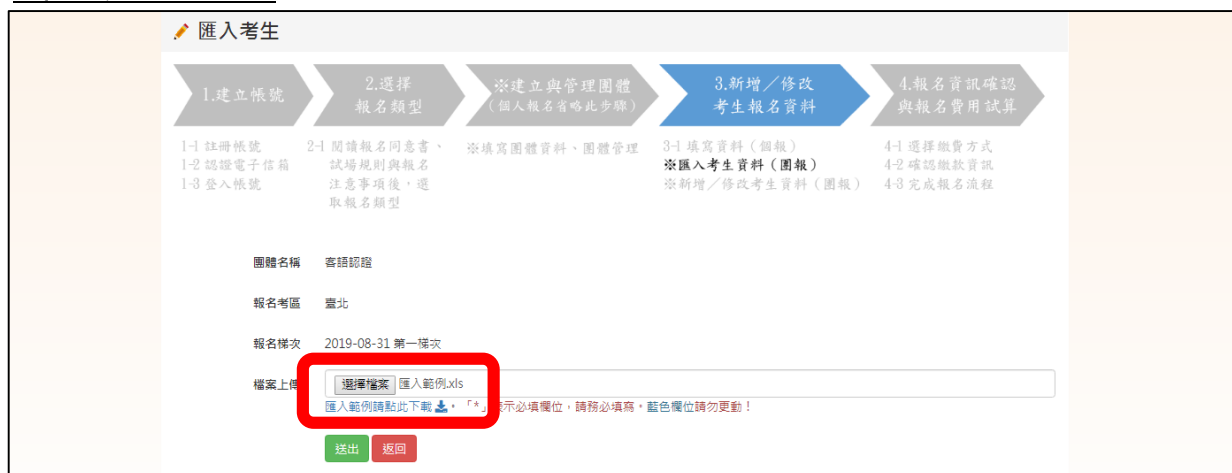 匯入考生
1.建立帳號
2.選擇
報名類型
※建立與管理團體
(個人報名省略此步驟)
3.新增／修改
考生報名資料
4.報名資訊確認
與報名費用試算
1-1 註冊帳號
1-2 認證電子信箱
1-3 登入帳號
2-1 閱讀報名同意書、
試場規則與報名
注意事項後，選
取報名類型
※填寫團體資料、團體管理
3-1 填寫資料（個報）
※匯入考生資料（團報）
※新增／修改考生資料（團報）
4-1 選擇繳費方式
4-2 確認繳款資訊
4-3 完成報名流程
團體名稱 客語認證
報名考區 臺北
報名梯次 2019-08-31 第一梯次
檔案上傳 選擇檔案 匯入範例.xls
匯入範例請點此下載，「*」表示必填欄位，請務必填寫，藍色欄位請勿更動！
送出 返回